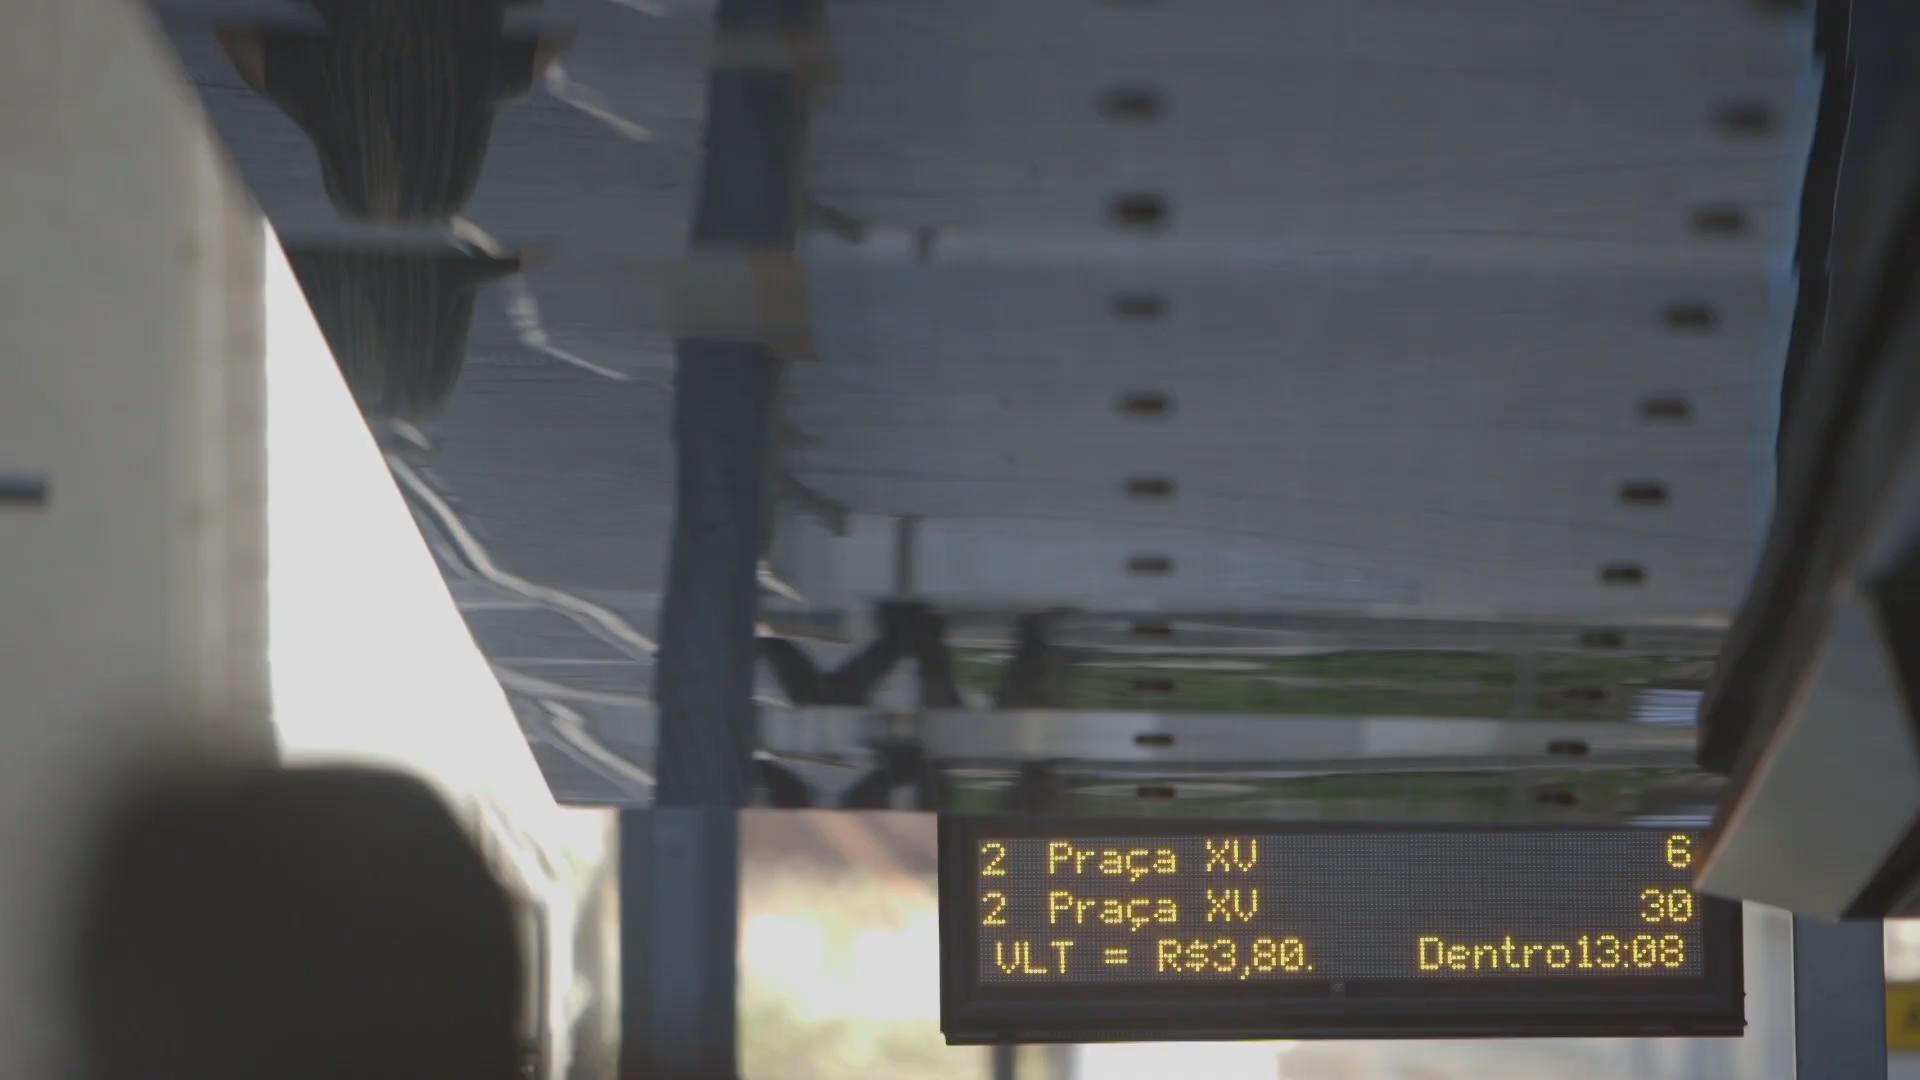 2 Praça XV 6
2 Praça XV 30
VLT = R$3,80. Dentro13:08